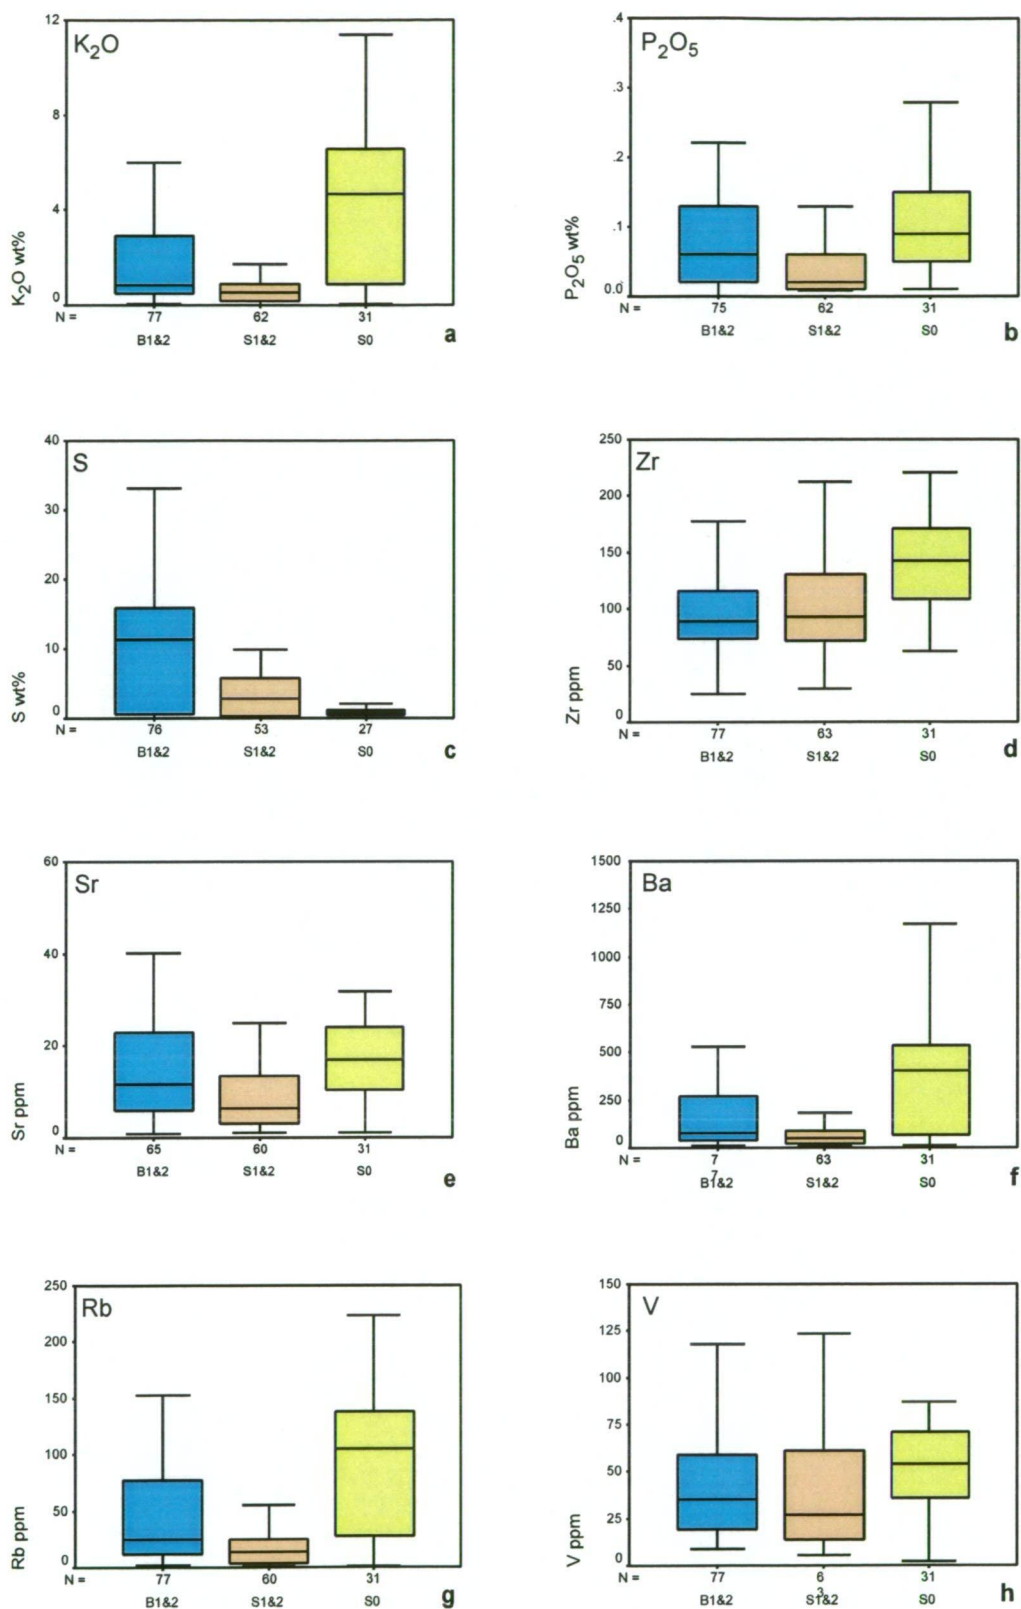 12
K2O
8
4
0
K2O wt%
N = 77 62 31
B1&2 S1&2 S0
a
.4
P2O5
.3
.2
.1
0.0
P2O5 wt%
N = 75 62 31
B1&2 S1&2 S0
b
40
S
30
20
10
0
S wt%
N = 76 53 27
B1&2 S1&2 S0
c
250
Zr
200
150
100
50
0
Zr ppm
N = 77 63 31
B1&2 S1&2 S0
d
60
Sr
40
20
0
Sr ppm
N = 65 60 31
B1&2 S1&2 S0
e
1500
Ba
1250
1000
750
500
250
0
Ba ppm
N = 7 63 31
7
B1&2 S1&2 S0
f
250
Rb
200
150
100
50
0
Rb ppm
N = 77 60 31
B1&2 S1&2 S0
g
150
V
125
100
75
50
25
0
V ppm
N = 77 6 31
3
B1&2 S1&2 S0
h